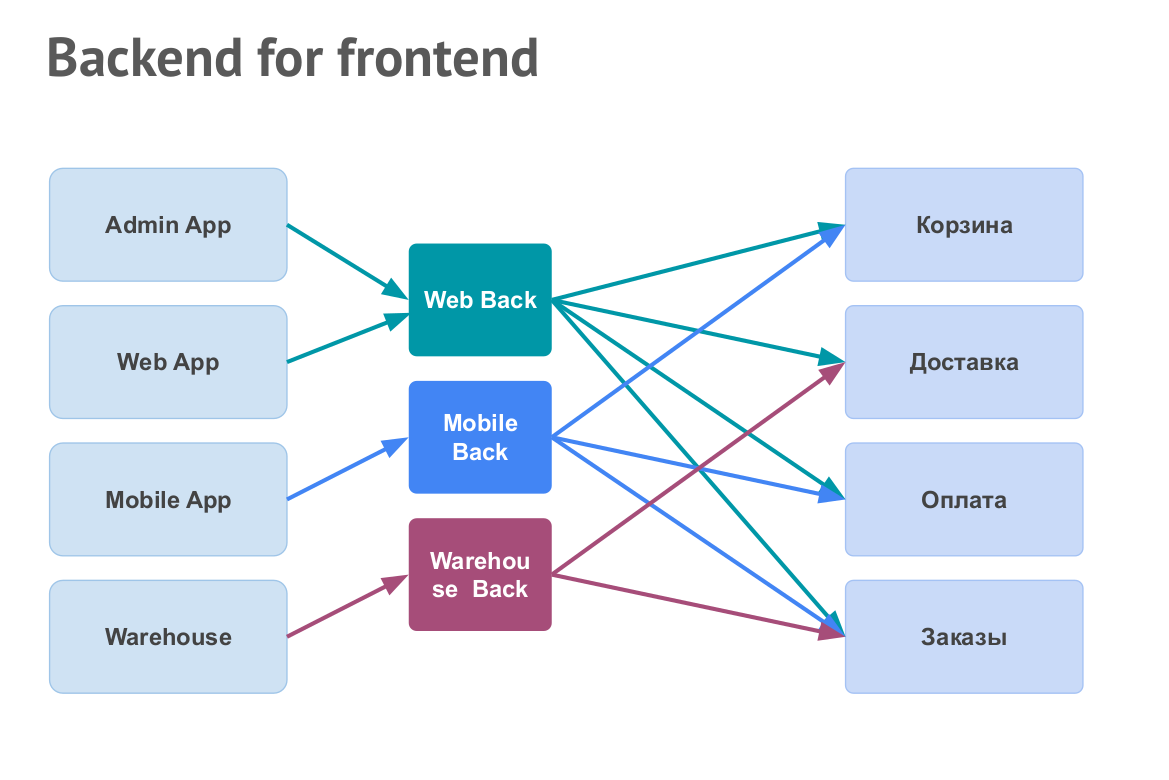 Backend for frontend
Admin App
Web App
Mobile App
Warehouse
Web Back
Mobile
Back
Warehou
se  Back
Корзина
Доставка
Оплата
Заказы